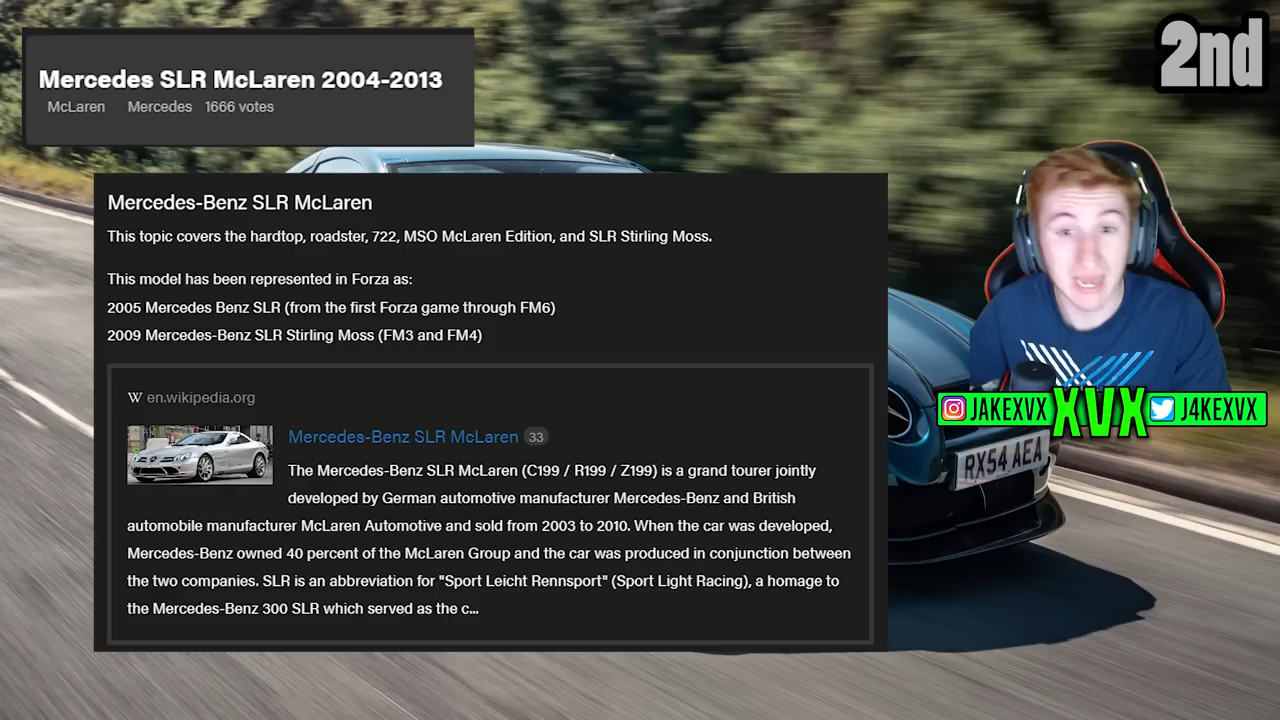 2nd
Mercedes SLR McLaren 2004-2013
McLaren Mercedes 1666 votes
Mercedes-Benz SLR McLaren
This topic covers the hardtop, roadster, 722, MSO McLaren Edition, and SLR Stirling Moss.
This model has been represented in Forza as:
2005 Mercedes Benz SLR (from the first Forza game through FM6)
2009 Mercedes-Benz SLR Stirling Moss (FM3 and FM4)
W en.wikipedia.org
Mercedes-Benz SLR McLaren 33
The Mercedes-Benz SLR McLaren (C199 / R199 / Z199) is a grand tourer jointly
developed by German automotive manufacturer Mercedes-Benz and British
automobile manufacturer McLaren Automotive and sold from 2003 to 2010. When the car was developed,
Mercedes-Benz owned 40 percent of the McLaren Group and the car was produced in conjunction between
the two companies. SLR is an abbreviation for "Sport Leicht Rennsport" (Sport Light Racing), a homage to
the Mercedes-Benz 300 SLR which served as the c...
JAKEXVX XVX J4KEXVX
RX54 AEA